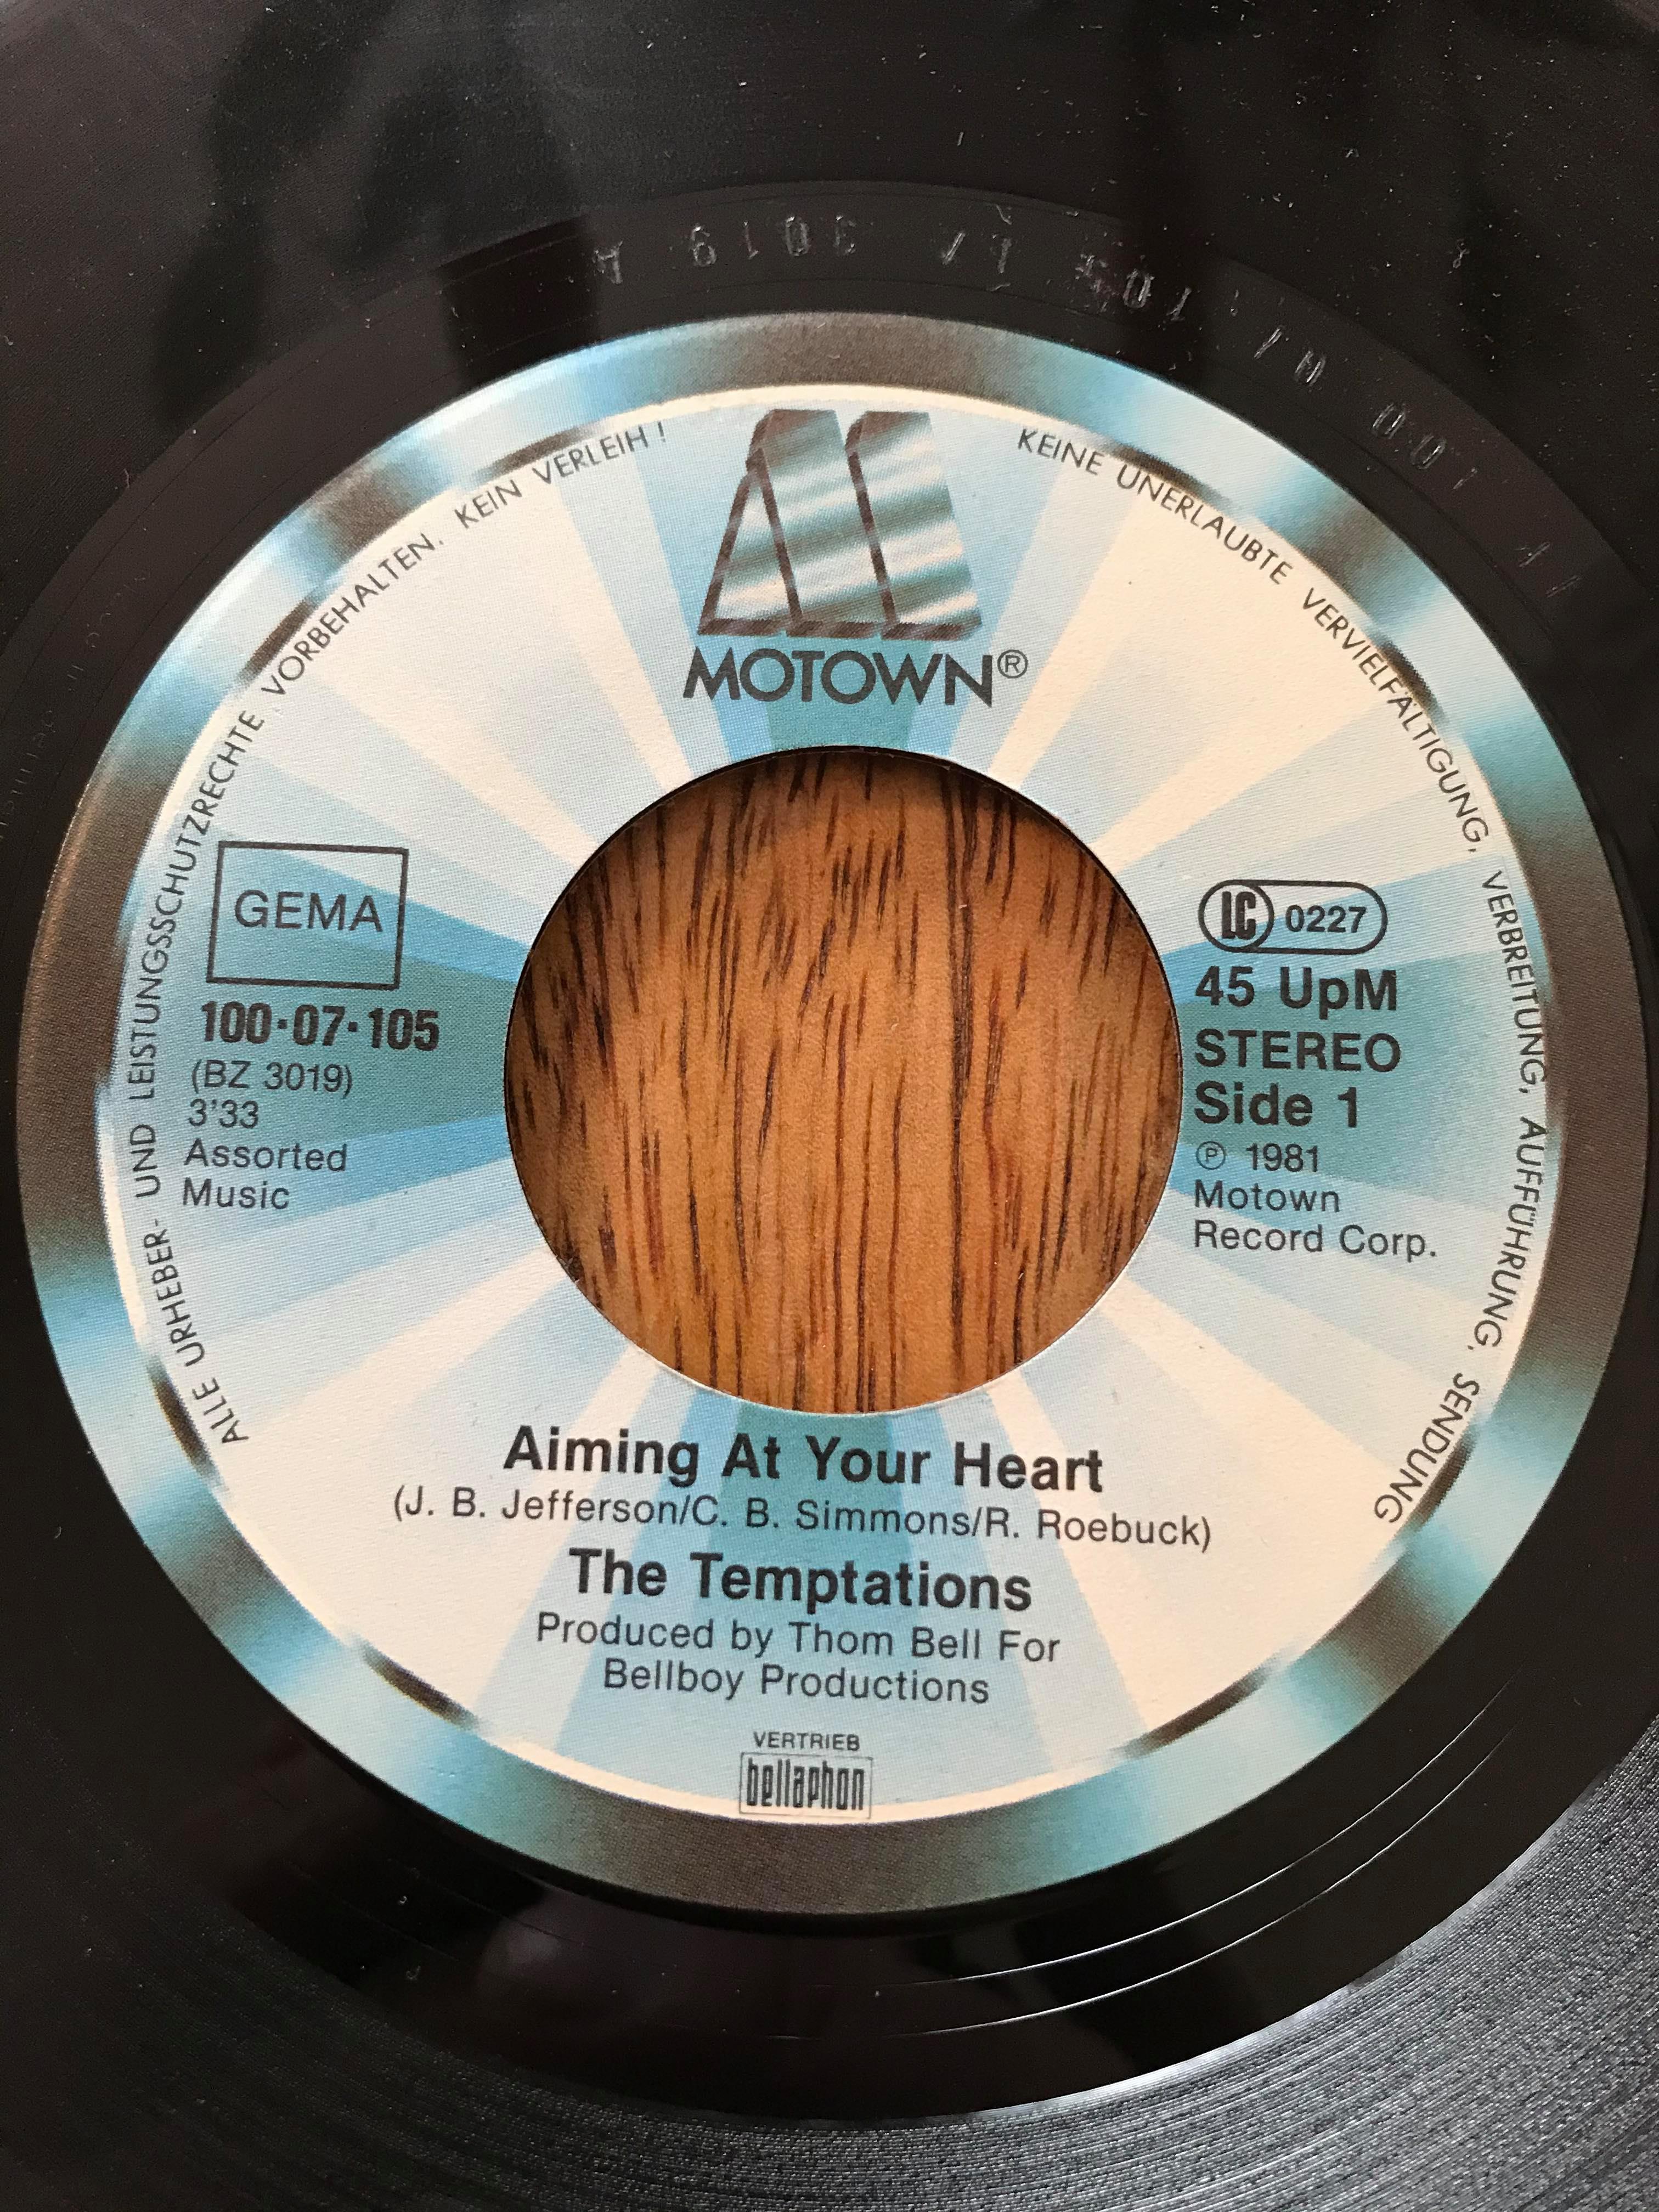 ALLE URHEBER- UND LEISTUNGSSCHUTZRECHTE VORBEHALTEN. KEIN VERLEIH!
KEINE UNERLAUBTE VERVIELFÄLTIGUNG, VERBREITUNG, AUFFÜHRUNG, SENDUNG
MOTOWN®
GEMA
100·07·105
(BZ 3019)
3'33
Assorted
Music
LC 0227
45 UpM
STEREO
Side 1
℗ 1981
Motown
Record Corp.
Aiming At Your Heart
(J. B. Jefferson/C. B. Simmons/R. Roebuck)
The Temptations
Produced by Thom Bell For
Bellboy Productions
VERTRIEB
bellaphon
3019 A